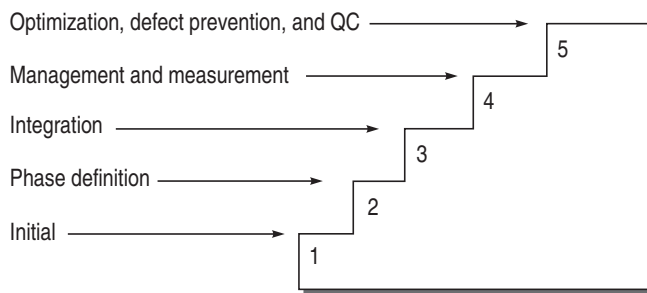 Optimization, defect prevention, and QC
5
Management and measurement
4
Integration
3
Phase definition
2
Initial
1